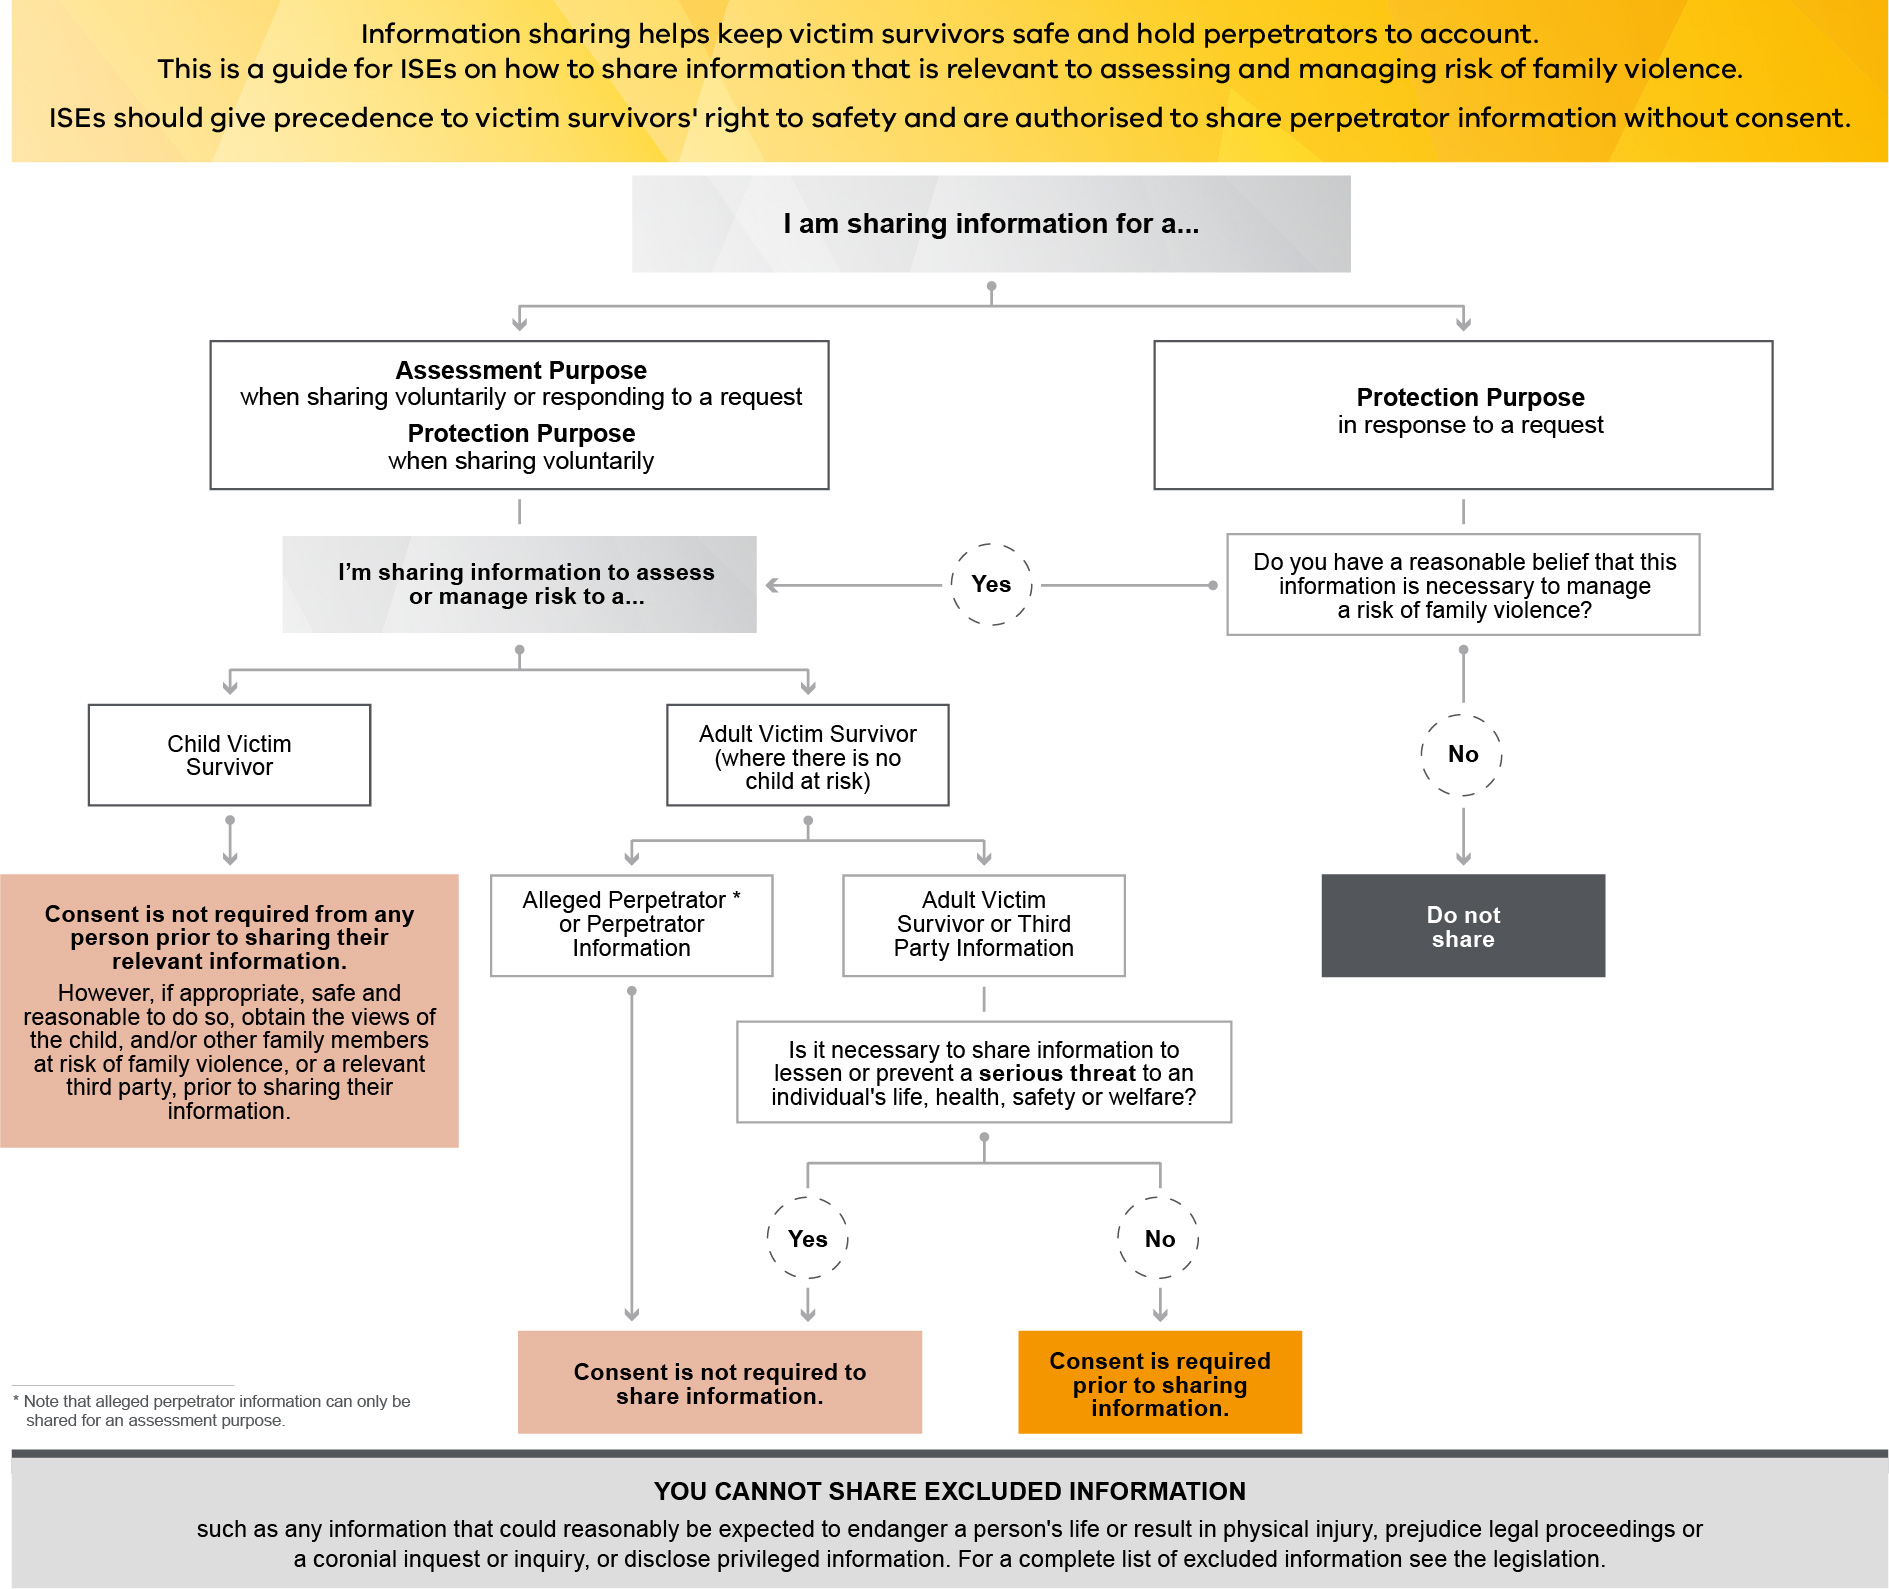 Information sharing helps keep victim survivors safe and hold perpetrators to account.
This is a guide for ISEs on how to share information that is relevant to assessing and managing risk of family violence.
ISEs should give precedence to victim survivors' right to safety and are authorised to share perpetrator information without consent.
I am sharing information for a...
Assessment Purpose
when sharing voluntarily or responding to a request
Protection Purpose
when sharing voluntarily
Protection Purpose
in response to a request
I’m sharing information to assess
or manage risk to a...
Yes
Do you have a reasonable belief that this
information is necessary to manage
a risk of family violence?
Child Victim
Survivor
Adult Victim Survivor
(where there is no
child at risk)
No
Consent is not required from any
person prior to sharing their
relevant information.
However, if appropriate, safe and
reasonable to do so, obtain the views of
the child, and/or other family members
at risk of family violence, or a relevant
third party, prior to sharing their
information.
Alleged Perpetrator *
or Perpetrator
Information
Adult Victim
Survivor or Third
Party Information
Do not
share
Is it necessary to share information to
lessen or prevent a serious threat to an
individual's life, health, safety or welfare?
Yes
No
Consent is not required to
share information.
Consent is required
prior to sharing
information.
* Note that alleged perpetrator information can only be
shared for an assessment purpose.
YOU CANNOT SHARE EXCLUDED INFORMATION
such as any information that could reasonably be expected to endanger a person's life or result in physical injury, prejudice legal proceedings or
a coronial inquest or inquiry, or disclose privileged information. For a complete list of excluded information see the legislation.